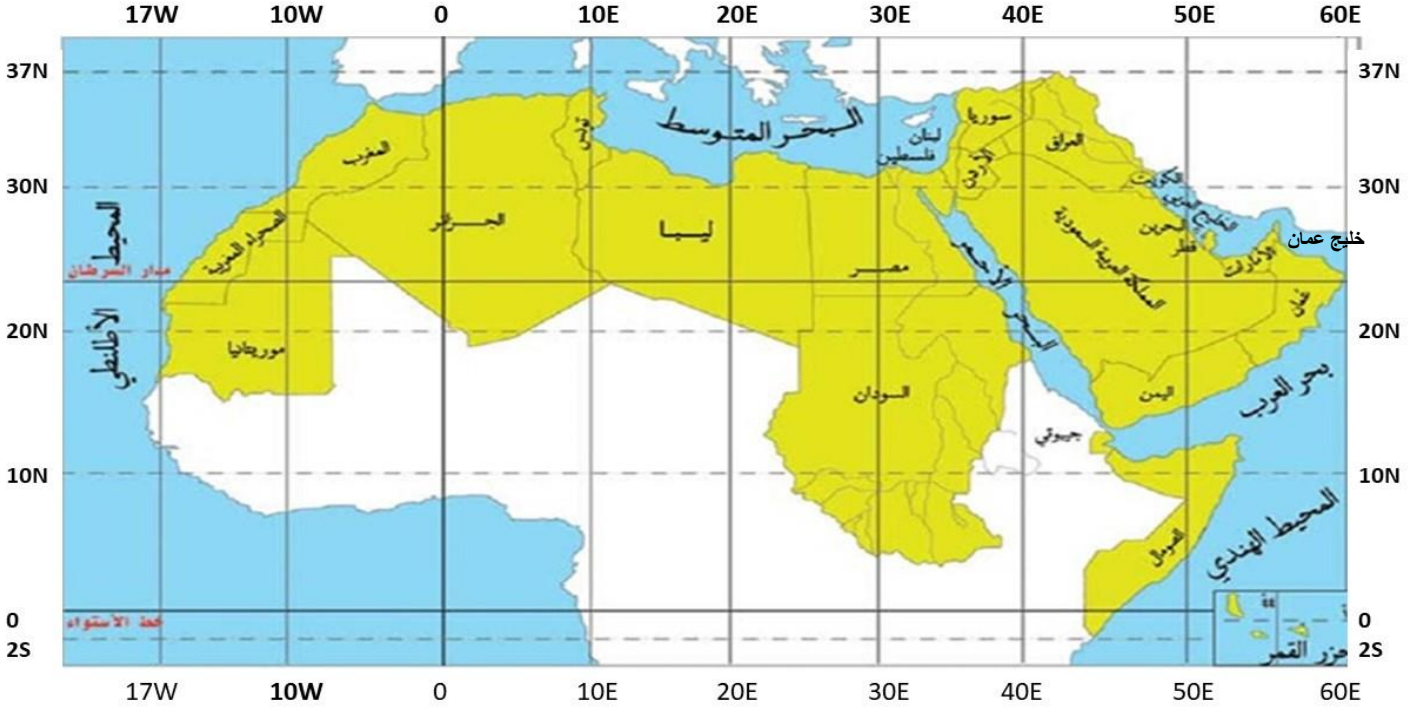 17W 10W 0 10E 20E 30E 40E 50E 60E
37N 37N
البحر المتوسط
تونس
سوريا
لبنان
العراق
المغرب
فلسطين
الأردن
30N 30N
الكويت
الخليج العربي
المحيط
الصحراء المغربية
الجزائر
ليبيا
مصر
البحرين
قطر
خليج عمان
الأمارات
المملكة العربية السعودية
عمان
مدار السرطان
البحر الأحمر
20N 20N
الأطلنطي
موريتانيا
السودان
اليمن
بحر العرب
جيبوتي
10N 10N
المحيط الهندي
الصومال
0 0
خط الأستواء
2S 2S
جزر القمر
17W 10W 0 10E 20E 30E 40E 50E 60E